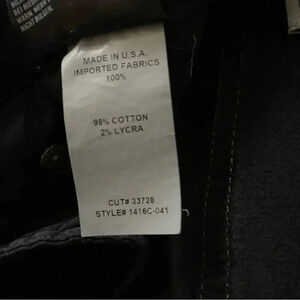 MADE IN U.S.A.
IMPORTED FABRICS
100%
98% COTTON
2% LYCRA
CUT# 33728
STYLE# 1416C-041